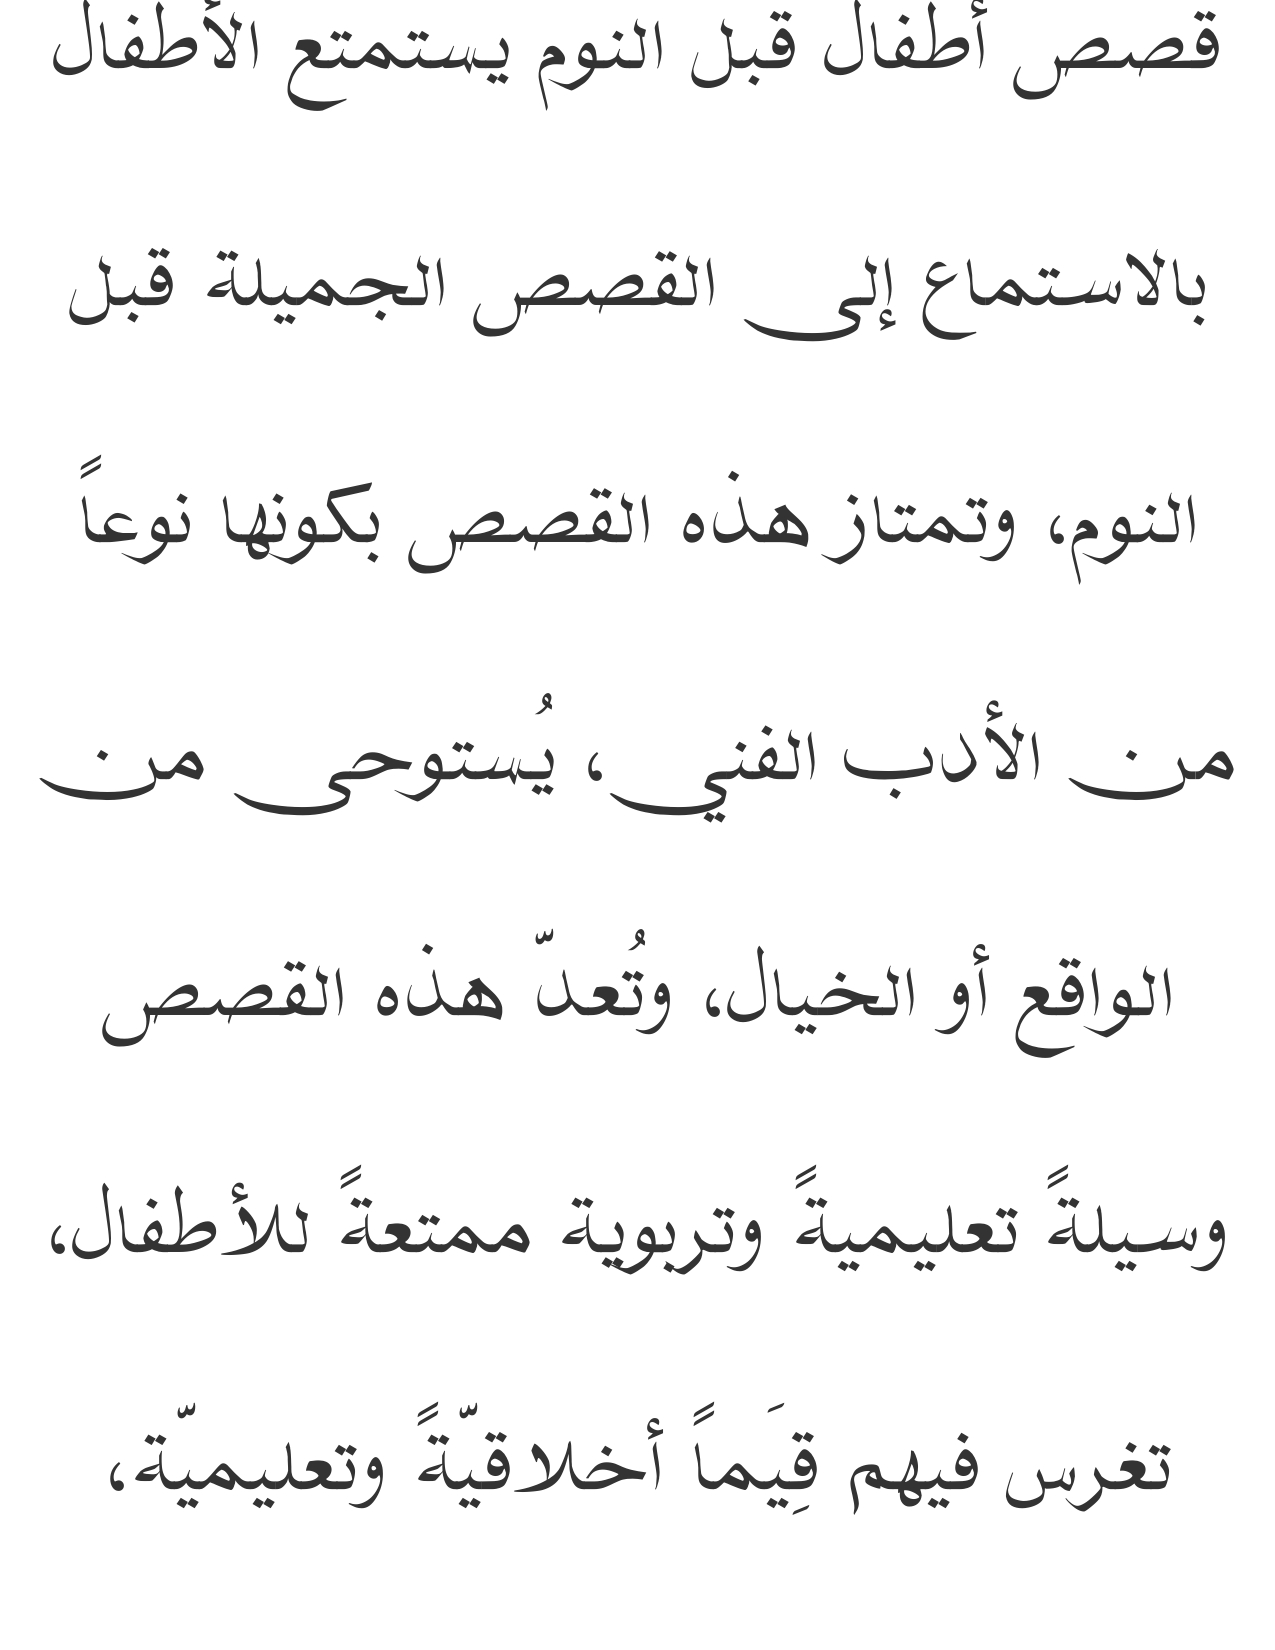 قصص أطفال قبل النوم يستمتع الأطفال
بالاستماع إلى القصص الجميلة قبل
النوم، وتمتاز هذه القصص بكونها نوعاً
من الأدب الفني، يُستوحى من
الواقع أو الخيال، وتُعدّ هذه القصص
وسيلةً تعليميةً وتربوية ممتعةً للأطفال،
تغرس فيهم قِيَماً أخلاقيّةً وتعليميّة،